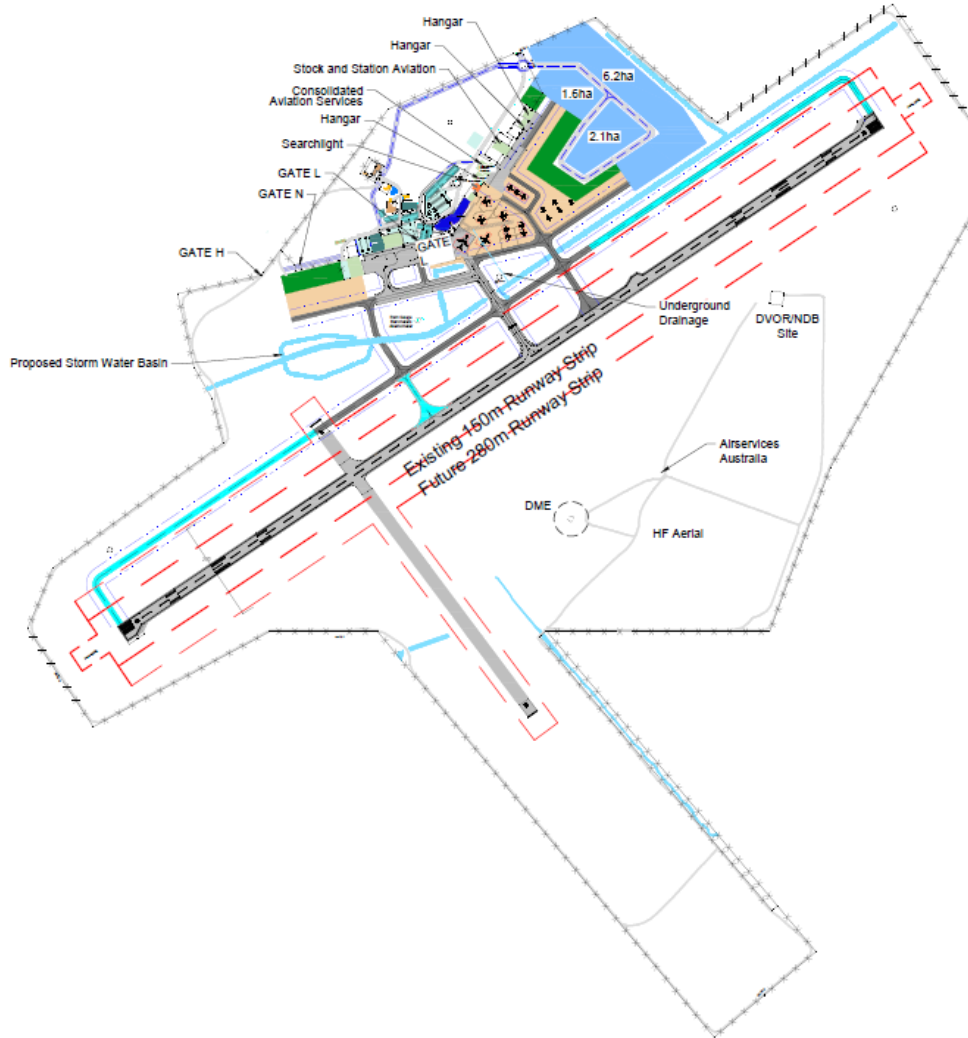 Hangar
Hangar
Stock and Station Aviation
Consolidated
Aviation Services
Hangar
Searchlight
GATE L
GATE N
GATE H
6.2ha
1.6ha
2.1ha
GATE
L
Underground
Drainage
DVOR/NDB
Site
Proposed Storm Water Basin
Existing 150m Runway Strip
Future 280m Runway Strip
Airservices
Australia
DME
HF Aerial